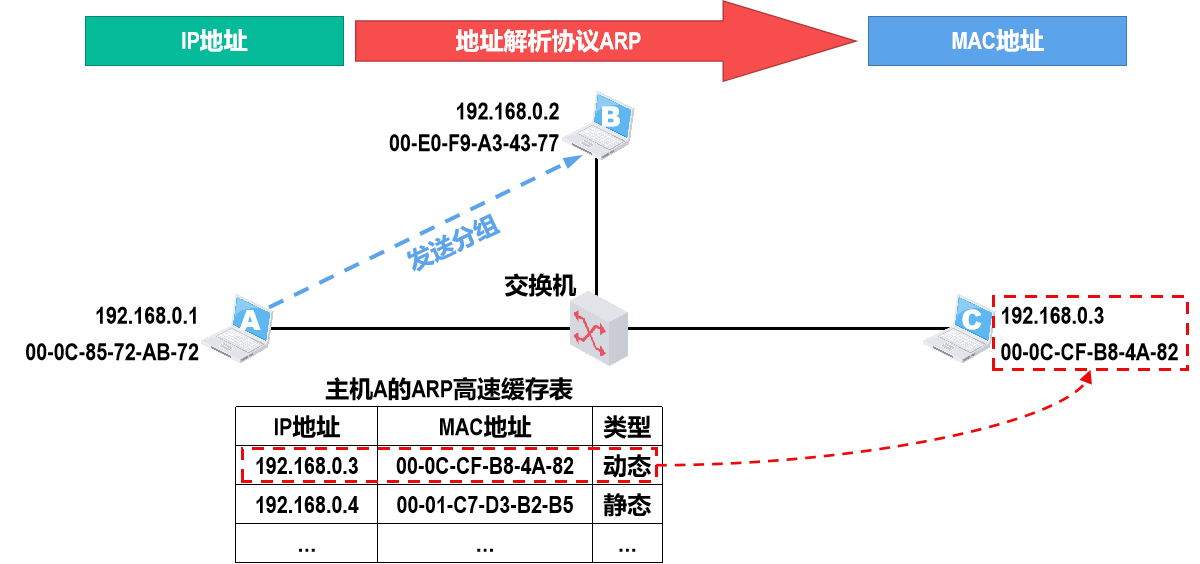 IP地址
地址解析协议ARP
MAC地址
B
192.168.0.2
00-E0-F9-A3-43-77
发送分组
交换机
A
192.168.0.1
00-0C-85-72-AB-72
C
192.168.0.3
00-0C-CF-B8-4A-82
主机A的ARP高速缓存表
IP地址 MAC地址 类型
192.168.0.3 00-0C-CF-B8-4A-82 动态
192.168.0.4 00-01-C7-D3-B2-B5 静态
... ... ...